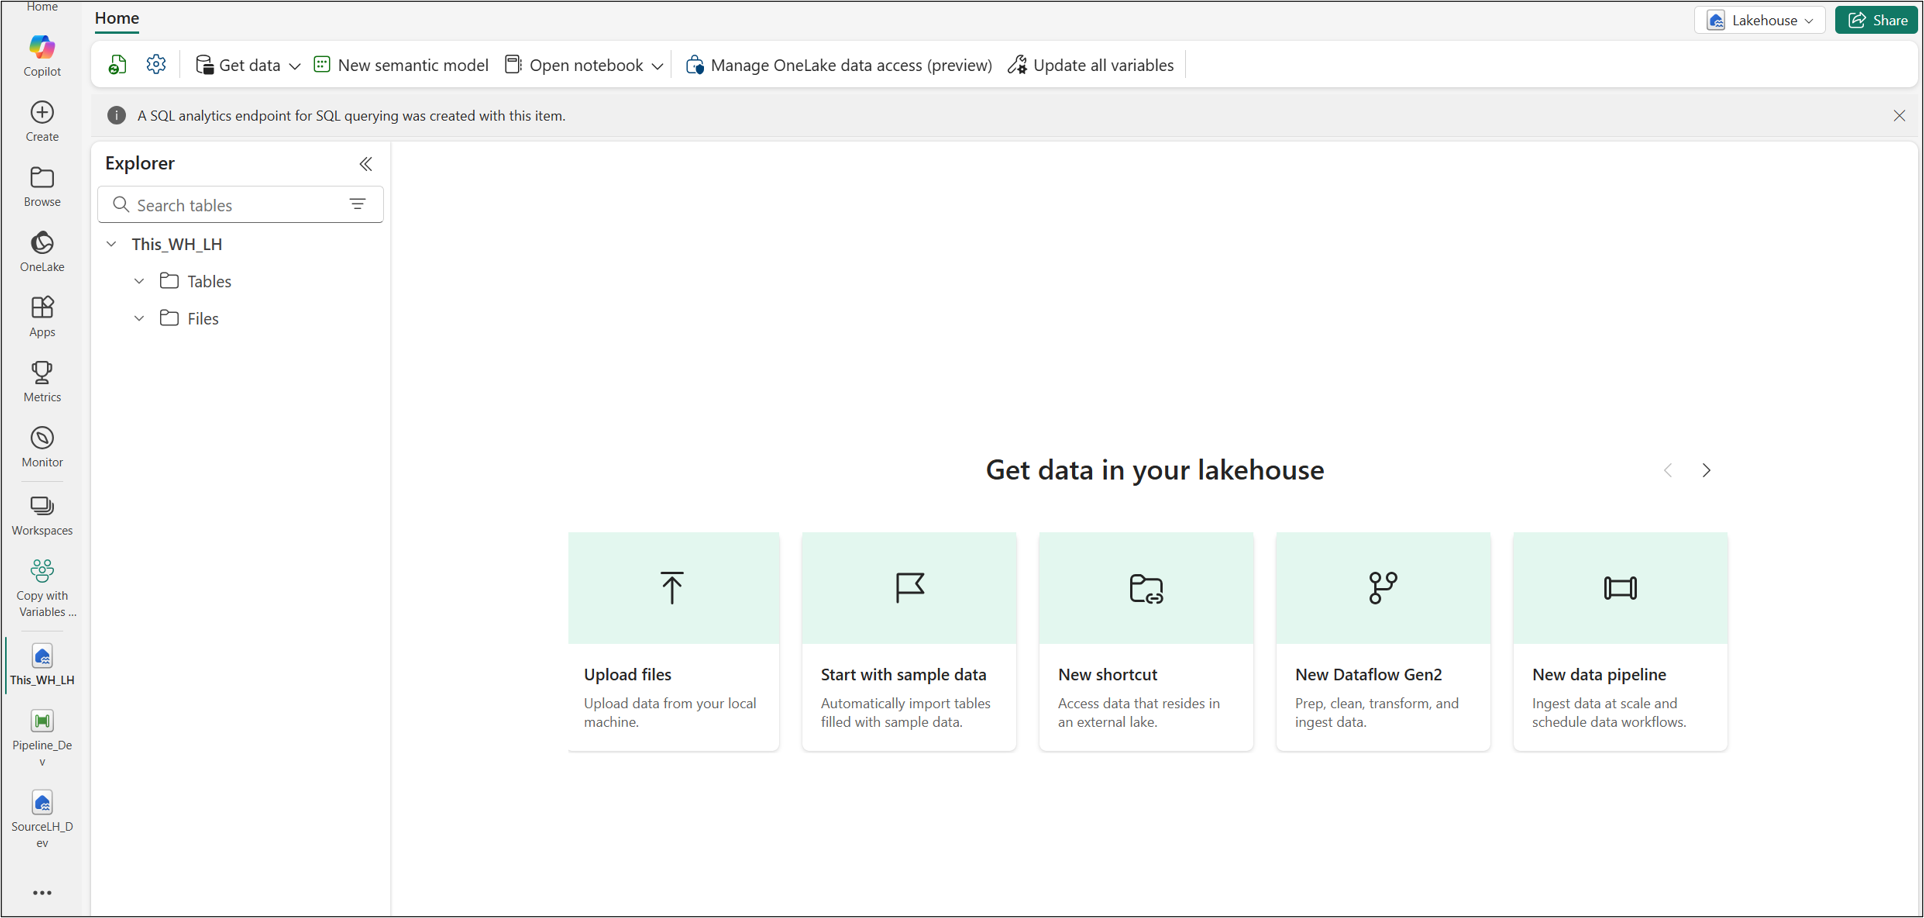 Home
Copilot
Create
Browse
OneLake
Apps
Metrics
Monitor
Workspaces
Copy with
Variables ...
This_WH_LH
Pipeline_De
v
SourceLH_D
ev
Home
Lakehouse
Share
Get data
New semantic model
Open notebook
Manage OneLake data access (preview)
Update all variables
A SQL analytics endpoint for SQL querying was created with this item.
Explorer
Search tables
This_WH_LH
Tables
Files
Get data in your lakehouse
Upload files
Upload data from your local
machine.
Start with sample data
Automatically import tables
filled with sample data.
New shortcut
Access data that resides in
an external lake.
New Dataflow Gen2
Prep, clean, transform, and
ingest data.
New data pipeline
Ingest data at scale and
schedule data workflows.